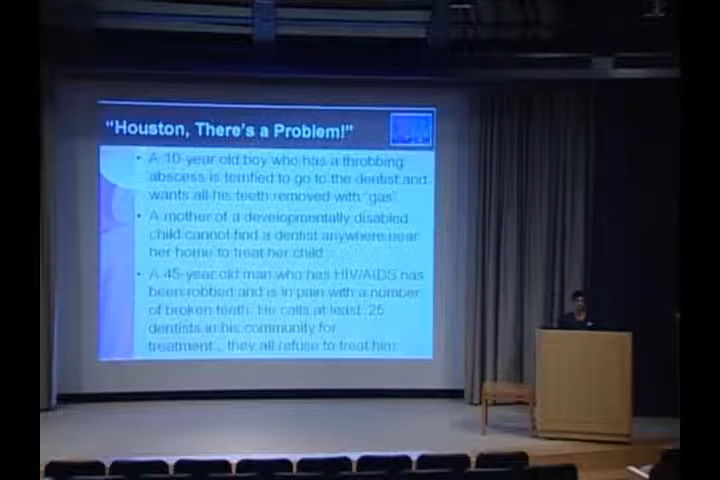 "Houston, There's a Problem!"
• A 10-year old boy who has a throbbing
abscess is terrified to go to the dentist and
wants all his teeth removed with "gas".
• A mother of a developmentally disabled
child cannot find a dentist anywhere near
her home to treat her child.
• A 45-year old man who has HIV/AIDS has
been robbed and is in pain with a number
of broken teeth. He calls at least 25
dentists in his community for
treatment... they all refuse to treat him.